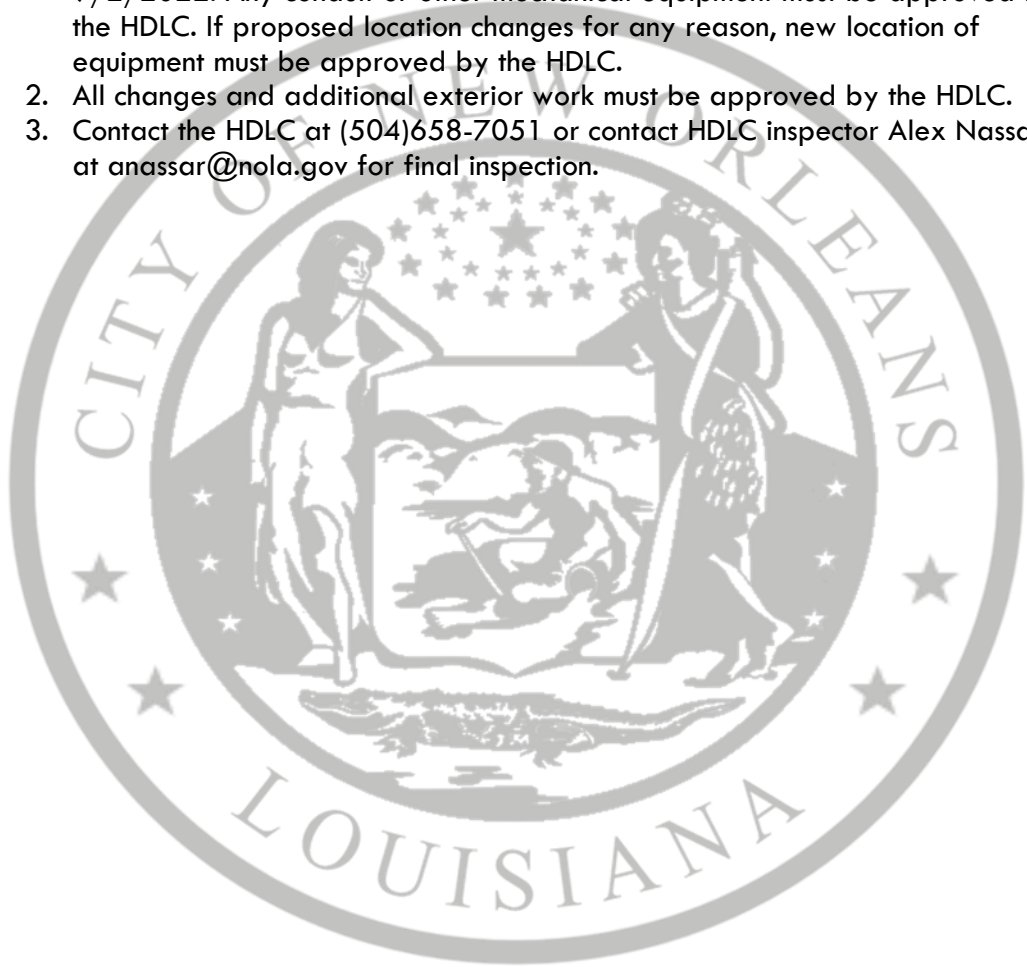 the HDLC. If proposed location changes for any reason, new location of
equipment must be approved by the HDLC.
2. All changes and additional exterior work must be approved by the HDLC.
3. Contact the HDLC at (504)658-7051 or contact HDLC inspector Alex
at anassar@nola.gov for final inspection.
CITY OF NEW ORLEANS
LOUISIANA